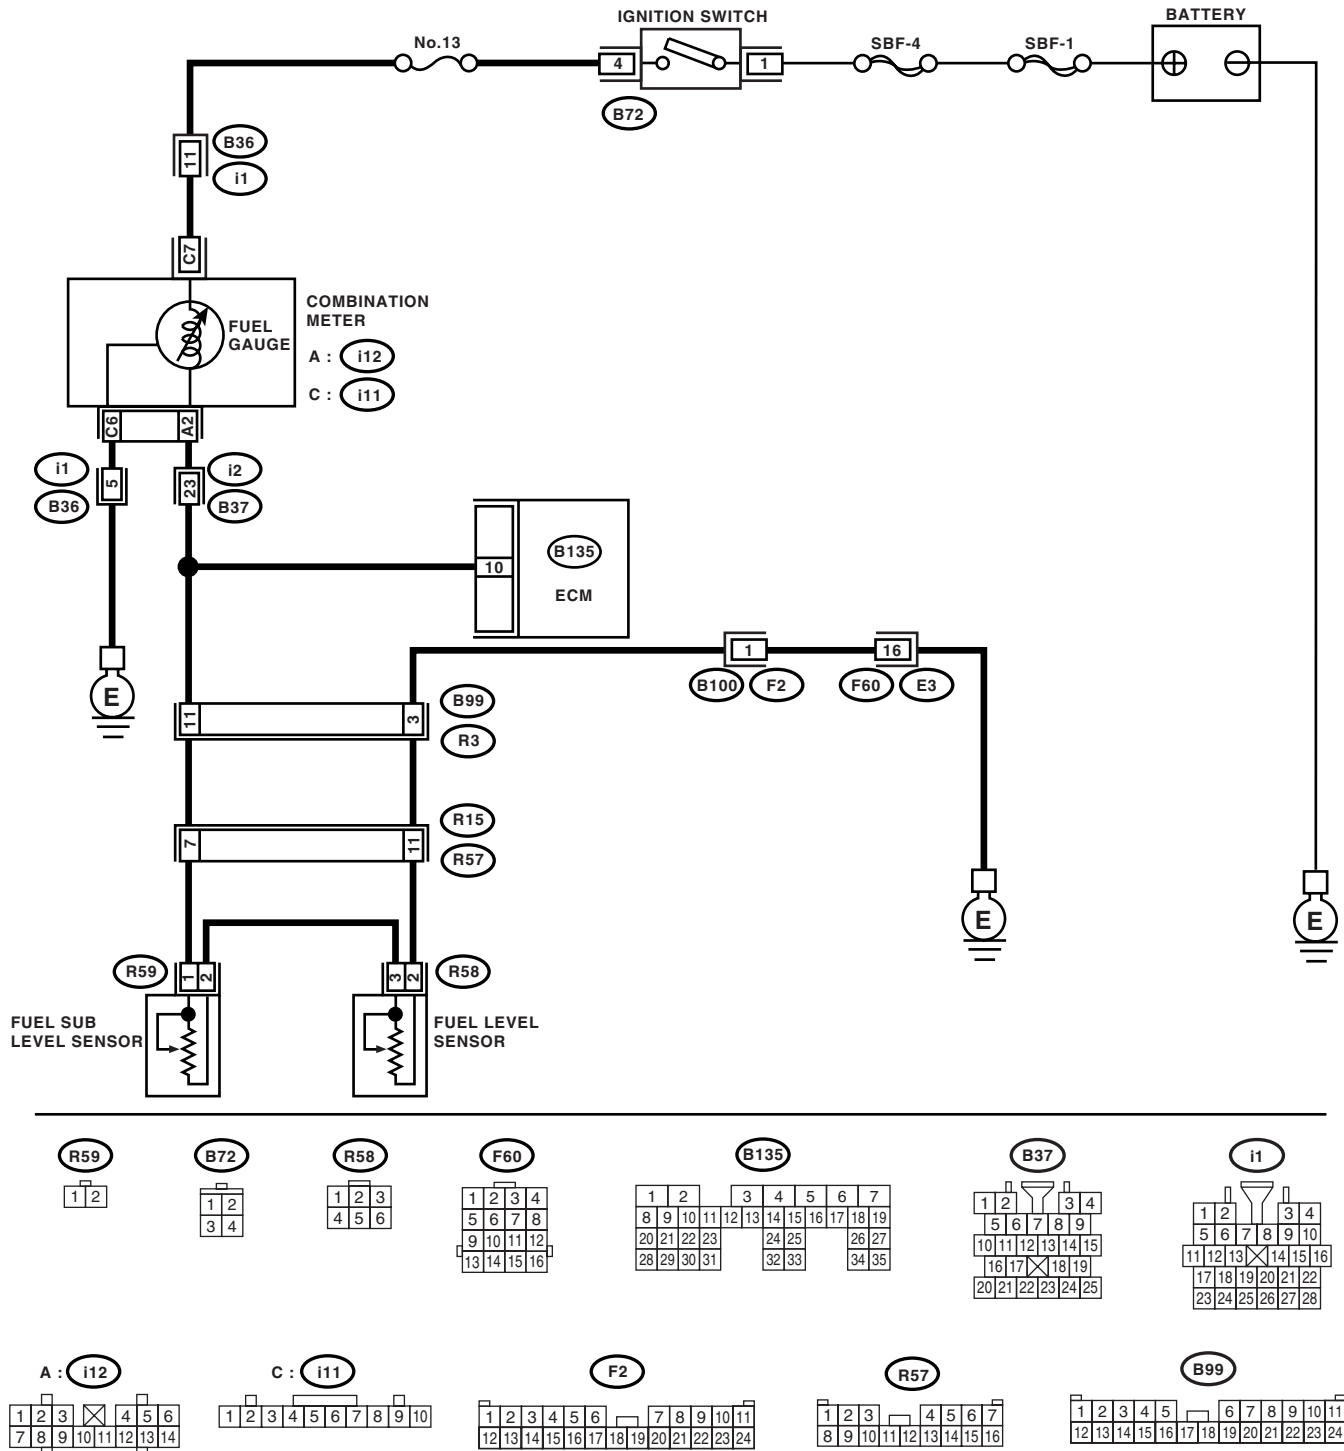 IGNITION SWITCH
BATTERY
No.13
SBF-4
SBF-1
4
1
B72
11
B36
i1
C7
FUEL
GAUGE
COMBINATION
METER
A : i12
C : i11
C6
A2
i1
B36
5
23
i2
B37
10
B135
ECM
1
B100
F2
16
F60
E3
E
11
3
B99
R3
7
11
R15
R57
E
E
R59
1
2
3
2
R58
FUEL SUB
LEVEL SENSOR
FUEL LEVEL
SENSOR
R59
1 2
B72
1 2
3 4
R58
1 2 3
4 5 6
F60
1 2 3 4
5 6 7 8
9 10 11 12
13 14 15 16
B135
1 2 3 4 5 6 7
8 9 10 11 12 13 14 15 16 17 18 19
20 21 22 23 24 25 26 27
28 29 30 31 32 33 34 35
B37
1 2 3 4
5 6 7 8 9
10 11 12 13 14 15
16 17 18 19
20 21 22 23 24 25
i1
1 2 3 4
5 6 7 8 9 10
11 12 13 14 15 16
17 18 19 20 21 22
23 24 25 26 27 28
A : i12
1 2 3 4 5 6
7 8 9 10 11 12 13 14
C : i11
1 2 3 4 5 6 7 8 9 10
F2
1 2 3 4 5 6 7 8 9 10 11
12 13 14 15 16 17 18 19 20 21 22 23 24
R57
1 2 3 4 5 6 7
8 9 10 11 12 13 14 15 16
B99
1 2 3 4 5 6 7 8 9 10 11
12 13 14 15 16 17 18 19 20 21 22 23 24